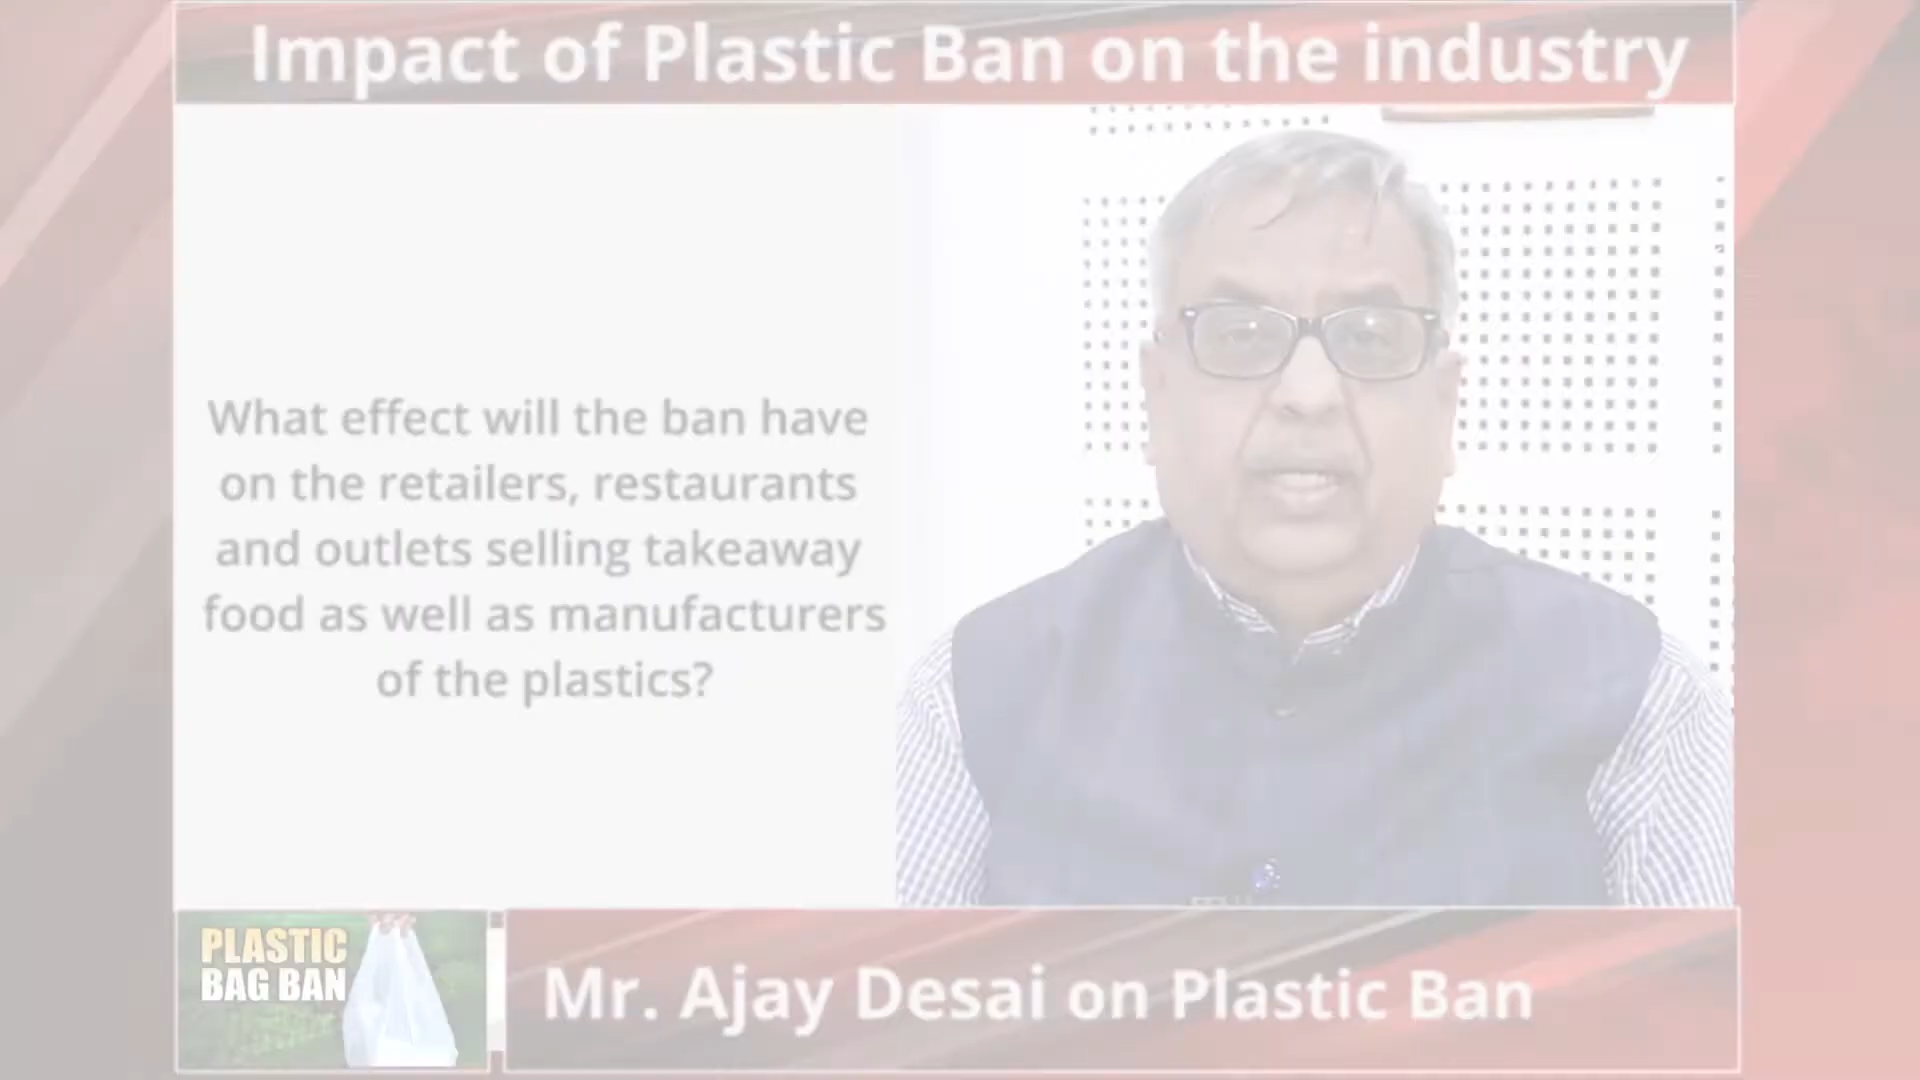 Impact of Plastic Ban on the industry
What effect will the ban have
on the retailers, restaurants
and outlets selling takeaway
food as well as manufacturers
of the plastics?
PLASTIC
BAG BAN
Mr. Ajay Desai on Plastic Ban